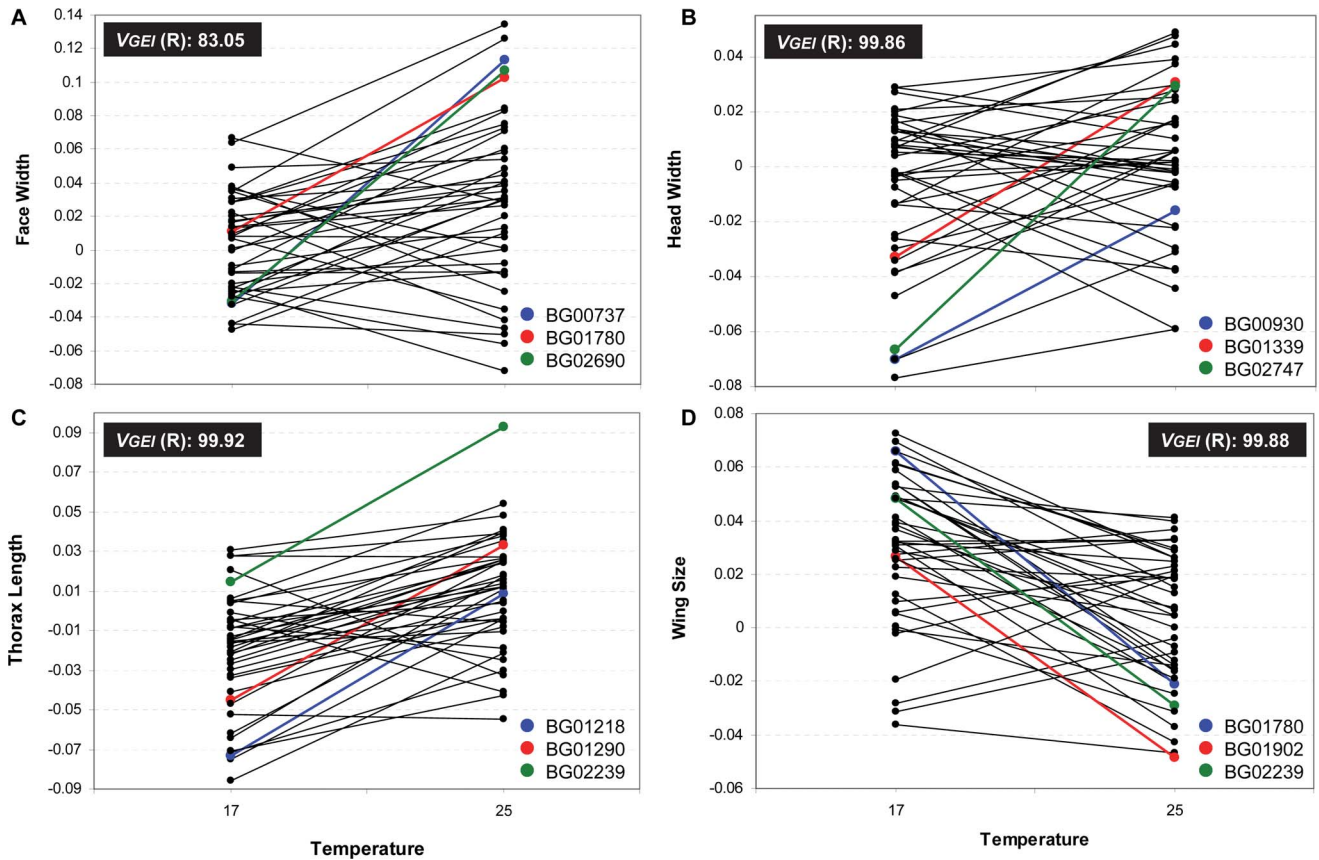 A
VGEI (R): 83.05
Face Width
0.14
0.12
0.1
0.08
0.06
0.04
0.02
0
-0.02
-0.04
-0.06
-0.08
BG00737
BG01780
BG02690
B
VGEI (R): 99.86
Head Width
0.04
0.02
0
-0.02
-0.04
-0.06
-0.08
BG00930
BG01339
BG02747
C
VGEI (R): 99.92
Thorax Length
0.09
0.07
0.05
0.03
0.01
-0.01
-0.03
-0.05
-0.07
-0.09
BG01218
BG01290
BG02239
17
25
Temperature
D
VGEI (R): 99.88
Wing Size
0.08
0.06
0.04
0.02
0
-0.02
-0.04
-0.06
BG01780
BG01902
BG02239
17
25
Temperature